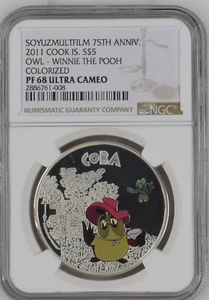 SOYUZMULTFILM 75TH ANNIV.
2011 COOK IS. S$5
OWL - WINNIE THE POOH
COLORIZED
PF 68 ULTRA CAMEO
2886761-008
NUMISMATIC GUARANTY COMPANY
NGC
СОВА